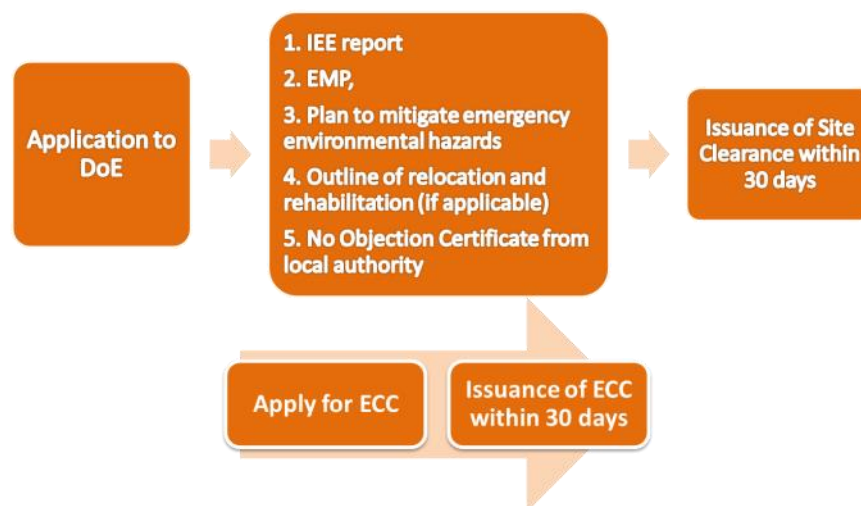 Application to
DoE
1. IEE report
2. EMP,
3. Plan to mitigate emergency
environmental hazards
4. Outline of relocation and
rehabilitation (if applicable)
5. No Objection Certificate from
local authority
Issuance of Site
Clearance within
30 days
Apply for ECC
Issuance of ECC
within 30 days